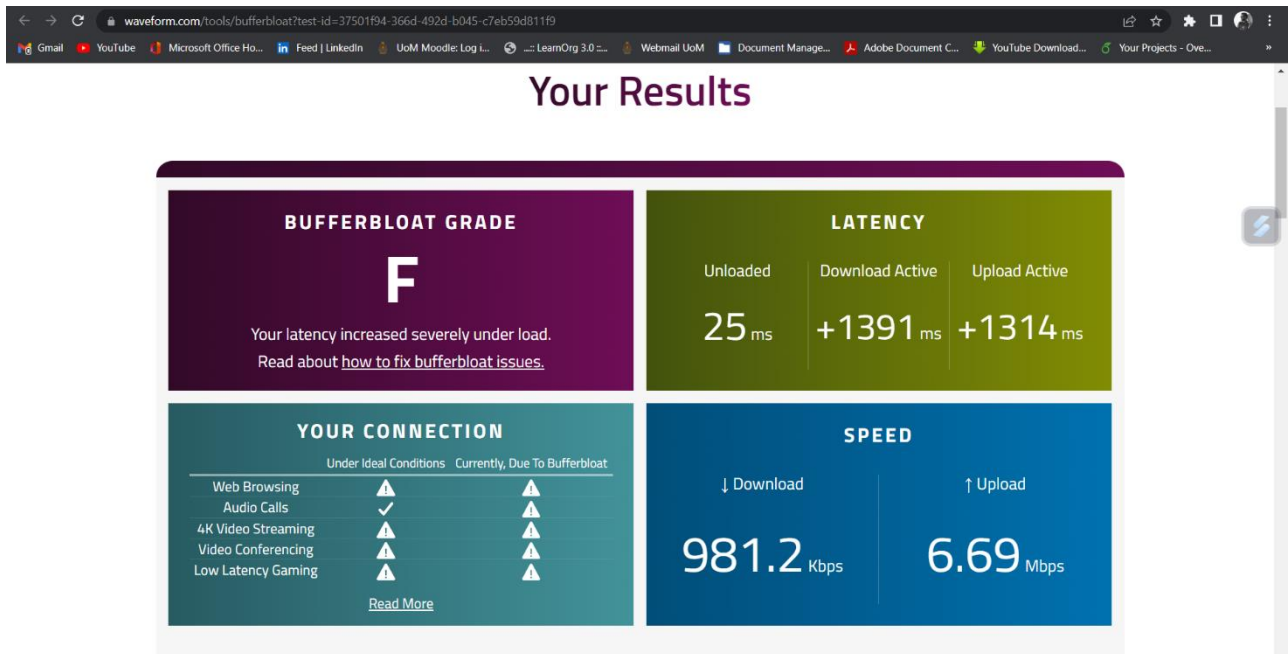 waveform.com/tools/bufferbloat?test-id=37501f94-366d-492d-b045-c7eb59d811f9
Gmail YouTube Microsoft Office Ho... Feed | LinkedIn UoM Moodle: Log i... ...:: LearnOrg 3.0 ::... Webmail UoM Document Manage... Adobe Document C... YouTube Download... Your Projects - Ove... »
Your Results
BUFFERBLOAT GRADE
F
Your latency increased severely under load.
Read about how to fix bufferbloat issues.
LATENCY
Unloaded Download Active Upload Active
25 ms +1391 ms +1314 ms
YOUR CONNECTION
Under Ideal Conditions Currently, Due To Bufferbloat
Web Browsing
Audio Calls
4K Video Streaming
Video Conferencing
Low Latency Gaming
Read More
SPEED
↓ Download ↑ Upload
981.2 Kbps 6.69 Mbps